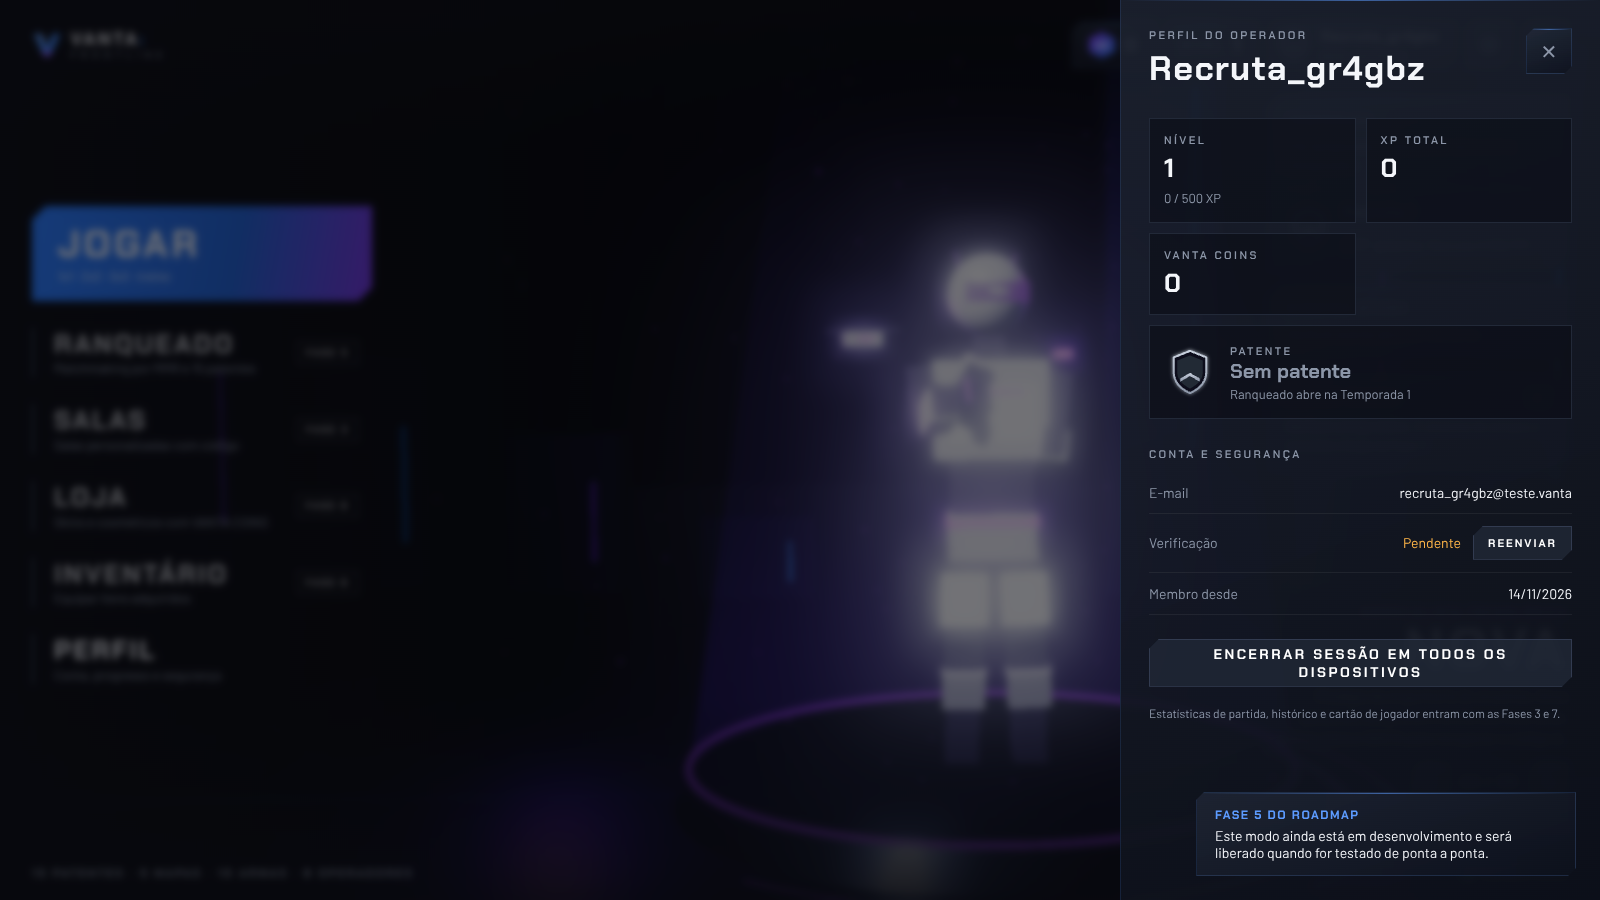 VANTA
JOGAR
RANQUEADO
SALAS
LOJA
INVENTÁRIO
PERFIL
PERFIL DO OPERADOR
Recruta_gr4gbz
NÍVEL
1
0 / 500 XP
XP TOTAL
0
VANTA COINS
0
PATENTE
Sem patente
Ranqueado abre na Temporada 1
CONTA E SEGURANÇA
E-mail
recruta_gr4gbz@teste.vanta
Verificação
Pendente
REENVIAR
Membro desde
14/11/2026
ENCERRAR SESSÃO EM TODOS OS
DISPOSITIVOS
Estatísticas de partida, histórico e cartão de jogador entram com as Fases 3 e 7.
FASE 5 DO ROADMAP
Este modo ainda está em desenvolvimento e será
liberado quando for testado de ponta a ponta.